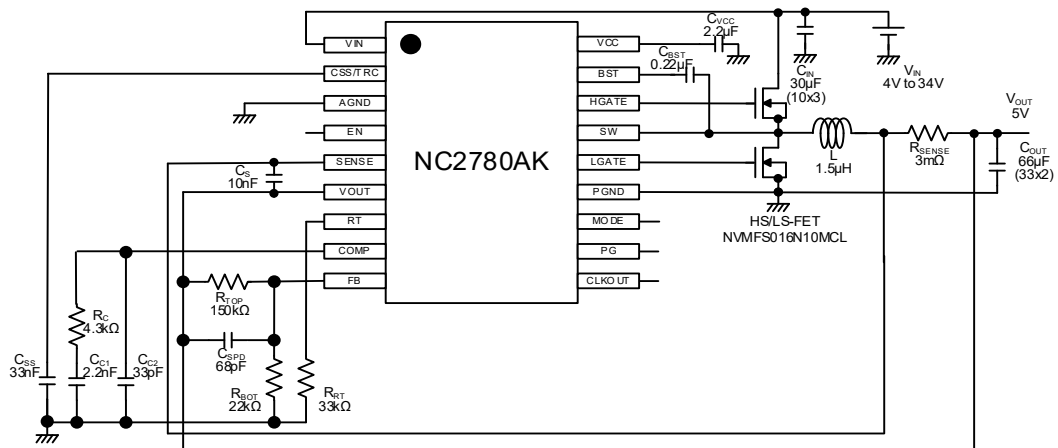 VIN
CSS/TRC
AGND
EN
SENSE
VOUT
RT
COMP
FB
NC2780AK
VCC
BST
HGATE
SW
LGATE
PGND
MODE
PG
CLKOUT
CVCC
2.2µF
CBST
0.22µF
CIN
30µF
(10x3)
VIN
4V to 34V
VOUT
5V
L
1.5µH
RSENSE
3mΩ
COUT
66µF
(33x2)
HS/LS-FET
NVMFS016N10MCL
CS
10nF
RTOP
150kΩ
CSPD
68pF
RC
4.3kΩ
CSS
33nF
CC1
2.2nF
CC2
33pF
RBOT
22kΩ
RRT
33kΩ